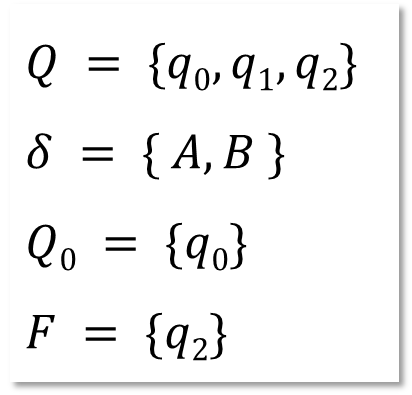 Q = {q₀, q₁, q₂}
δ = { A, B }
Q₀ = {q₀}
F = {q₂}